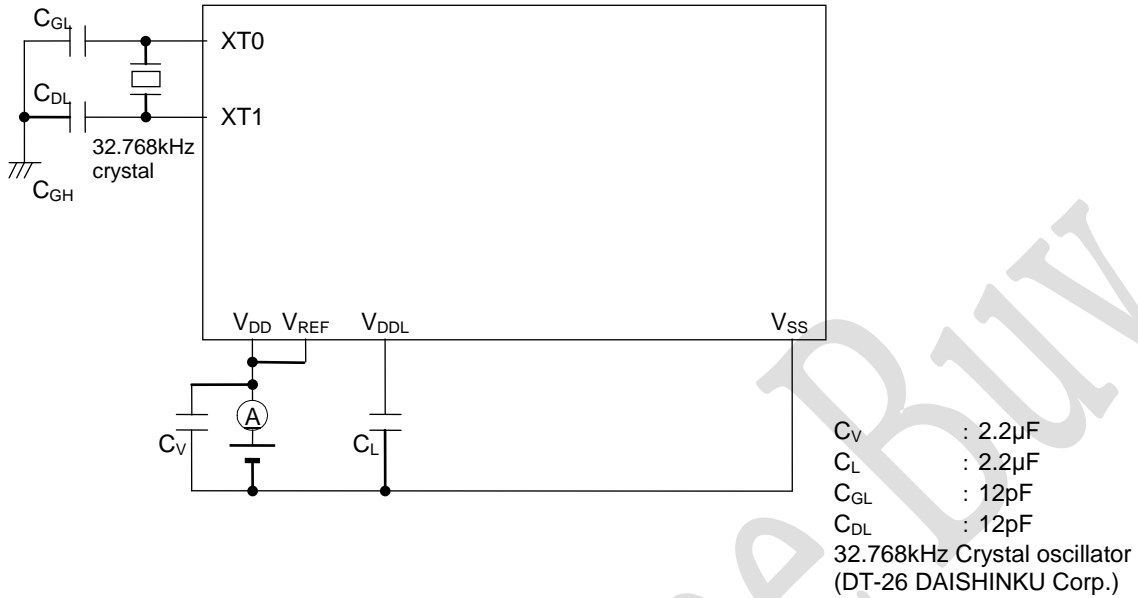 CGL
XT0
CDL
XT1
32.768kHz
crystal
CGH
VDD VREF VDDL VSS
A
CV
CL
CV : 2.2µF
CL : 2.2µF
CGL : 12pF
CDL : 12pF
32.768kHz Crystal oscillator
(DT-26 DAISHINKU Corp.)
Buy